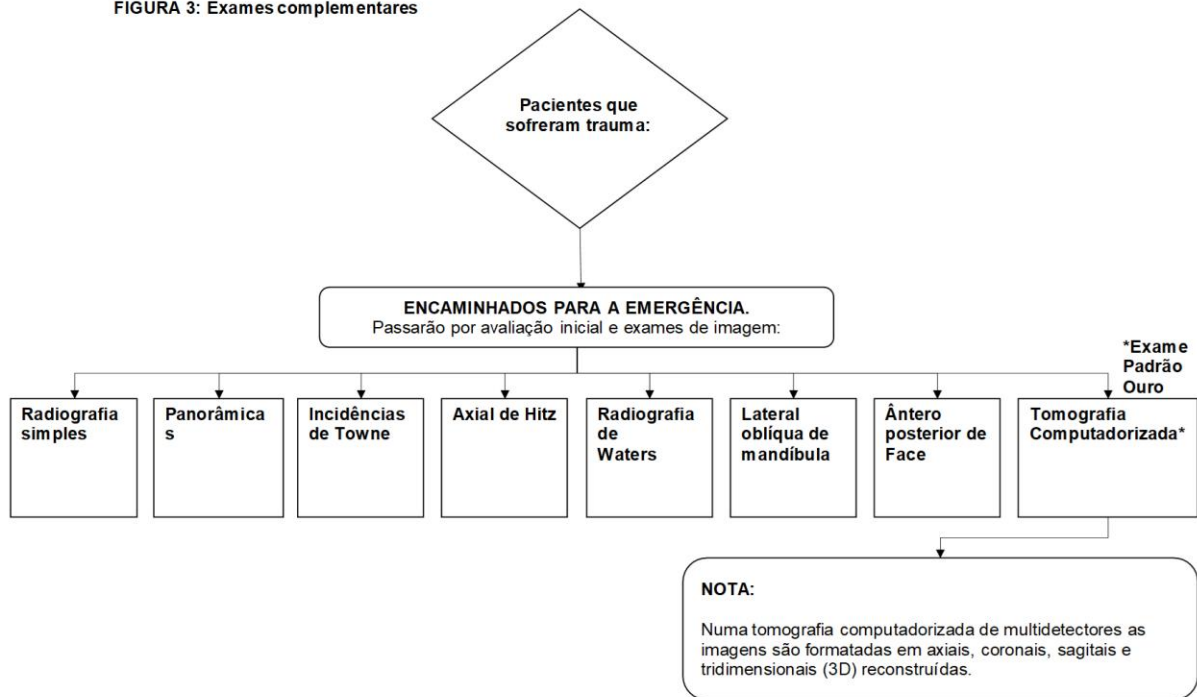 FIGURA 3: Exames complementares
Pacientes que
sofreram trauma:
ENCAMINHADOS PARA A EMERGÊNCIA.
Passarão por avaliação inicial e exames de imagem:
*Exame
Padrão
Ouro
Radiografia
simples
Panorâmica
s
Incidências
de Towne
Axial de Hitz
Radiografia
de
Waters
Lateral
oblíqua de
mandíbula
Ântero
posterior de
Face
Tomografia
Computadorizada*
NOTA:
Numa tomografia computadorizada de multidetectores as
imagens são formatadas em axiais, coronais, sagitais e
tridimensionais (3D) reconstruídas.